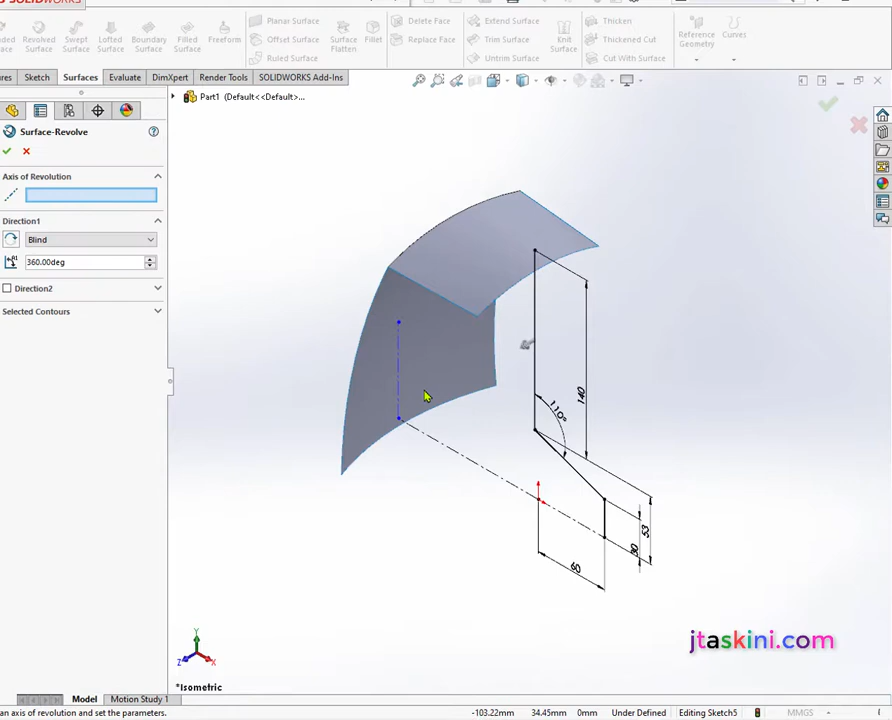 SOLIDWORKS
Revolved Surface
Swept Surface
Lofted Surface
Boundary Surface
Filled Surface
Freeform
Planar Surface
Offset Surface
Ruled Surface
Surface Flatten
Fillet
Delete Face
Replace Face
Extend Surface
Trim Surface
Untrim Surface
Knit Surface
Thicken
Thickened Cut
Cut With Surface
Reference Geometry
Curves
Sketch
Surfaces
Evaluate
DimXpert
Render Tools
SOLIDWORKS Add-Ins
Part1 (Default<<Default>...
Surface-Revolve
Axis of Revolution
Direction1
Blind
360.00deg
Direction2
Selected Contours
140
110°
53
30
60
Y
Z
X
jtaskini.com
*Isometric
Model
Motion Study 1
an axis of revolution and set the parameters.
-103.22mm
34.45mm
0mm
Under Defined
Editing Sketch5
MMGS